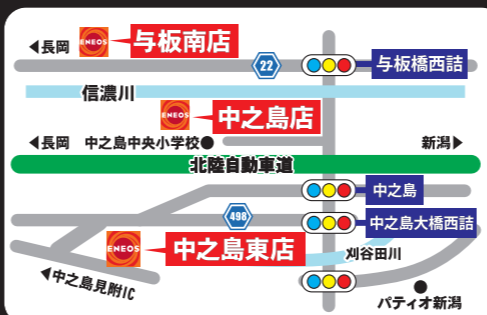 ◀長岡
ENEOS
与板南店
22
与板橋西詰
信濃川
ENEOS
中之島店
◀長岡
中之島中央小学校●
新潟▶
北陸自動車道
中之島
498
中之島大橋西詰
ENEOS
中之島東店
刈谷田川
◀中之島見附IC
パティオ新潟